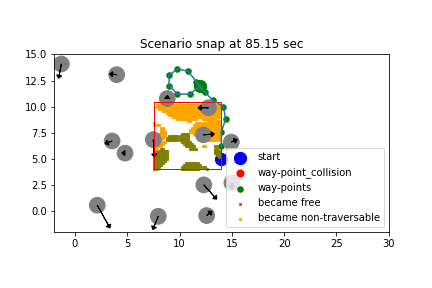 Scenario snap at 85.15 sec
15.0
12.5
10.0
7.5
5.0
2.5
0.0
0
5
10
15
20
25
30
start
way-point_collision
way-points
became free
became non-traversable